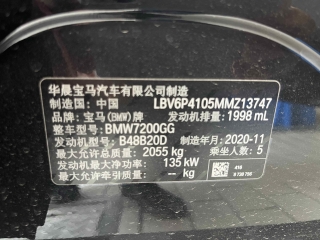 华晨宝马汽车有限公司制造
制造国: 中国 LBV6P4105MMZ13747
品牌: 宝马(BMW)牌 发动机排量: 1998 mL
整车型号: BMW7200GG
发动机型号: B48B20D 制造年月: 2020-11
最大允许总质量: 2055 kg 乘坐人数: 5
发动机最大净功率: 135 kW
最大允许牵引质量: -- kg